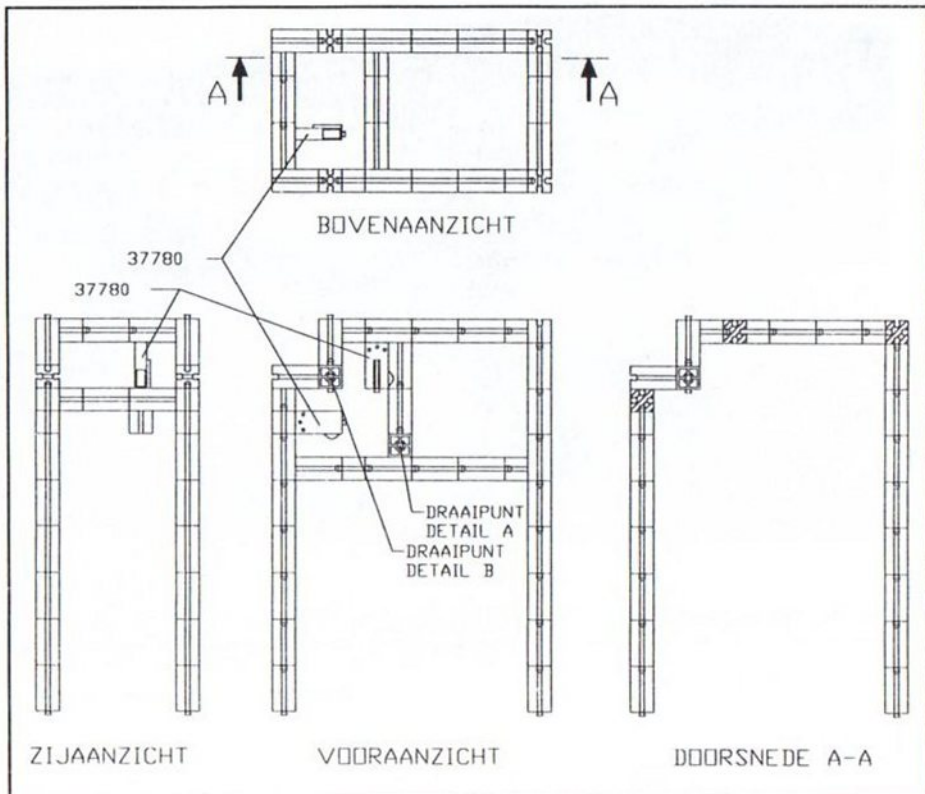 A
A
BOVENAANZICHT
37780
37780
DRAAIPUNT
DETAIL A
DRAAIPUNT
DETAIL B
ZIJAANZICHT
VOORAANZICHT
DOORSNEDE A-A